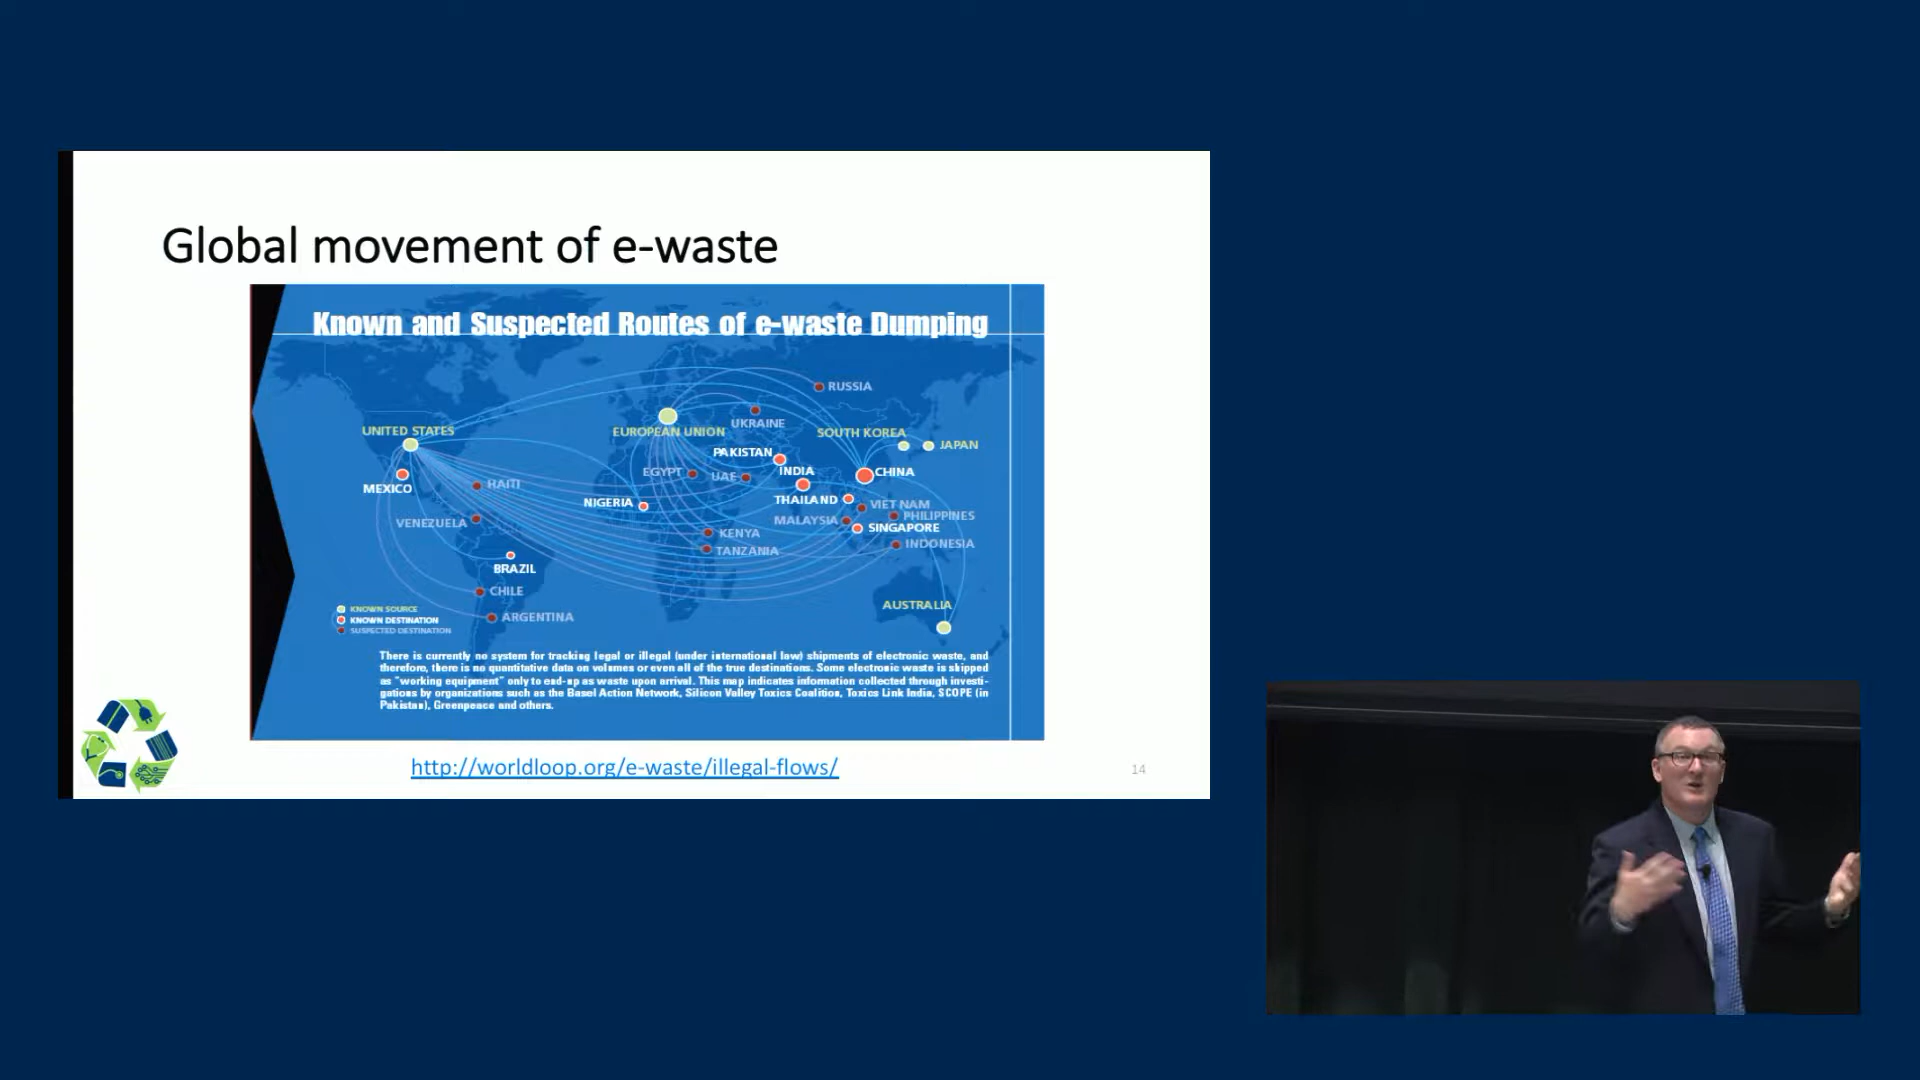 Global movement of e-waste
Known and Suspected Routes of e-waste Dumping
RUSSIA
UKRAINE
UNITED STATES
EUROPEAN UNION
SOUTH KOREA
JAPAN
PAKISTAN
EGYPT
UAE
INDIA
CHINA
MEXICO
HAITI
NIGERIA
THAILAND
VIET NAM
VENEZUELA
MALAYSIA
PHILIPPINES
SINGAPORE
KENYA
TANZANIA
INDONESIA
BRAZIL
CHILE
ARGENTINA
AUSTRALIA
KNOWN SOURCE
KNOWN DESTINATION
SUSPECTED DESTINATION
There is currently no system for tracking legal or illegal (under international law) shipments of electronic waste, and
therefore, there is no quantitative data on volumes or even all of the true destinations. Some electronic waste is shipped
as "working equipment" only to end-up as waste upon arrival. This map indicates information collected through investi-
gations by organizations such as the Basel Action Network, Silicon Valley Toxics Coalition, Toxics Link India, SCOPE (in
Pakistan), Greenpeace and others.
http://worldloop.org/e-waste/illegal-flows/
14